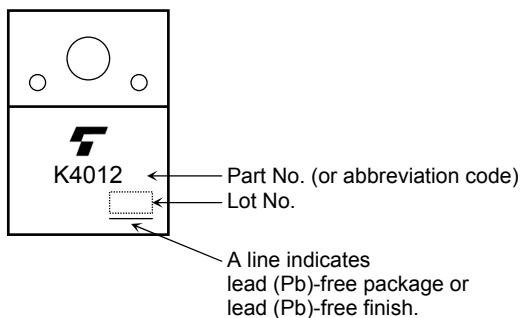 K4012
Part No. (or abbreviation code)
Lot No.
A line indicates
lead (Pb)-free package or
lead (Pb)-free finish.